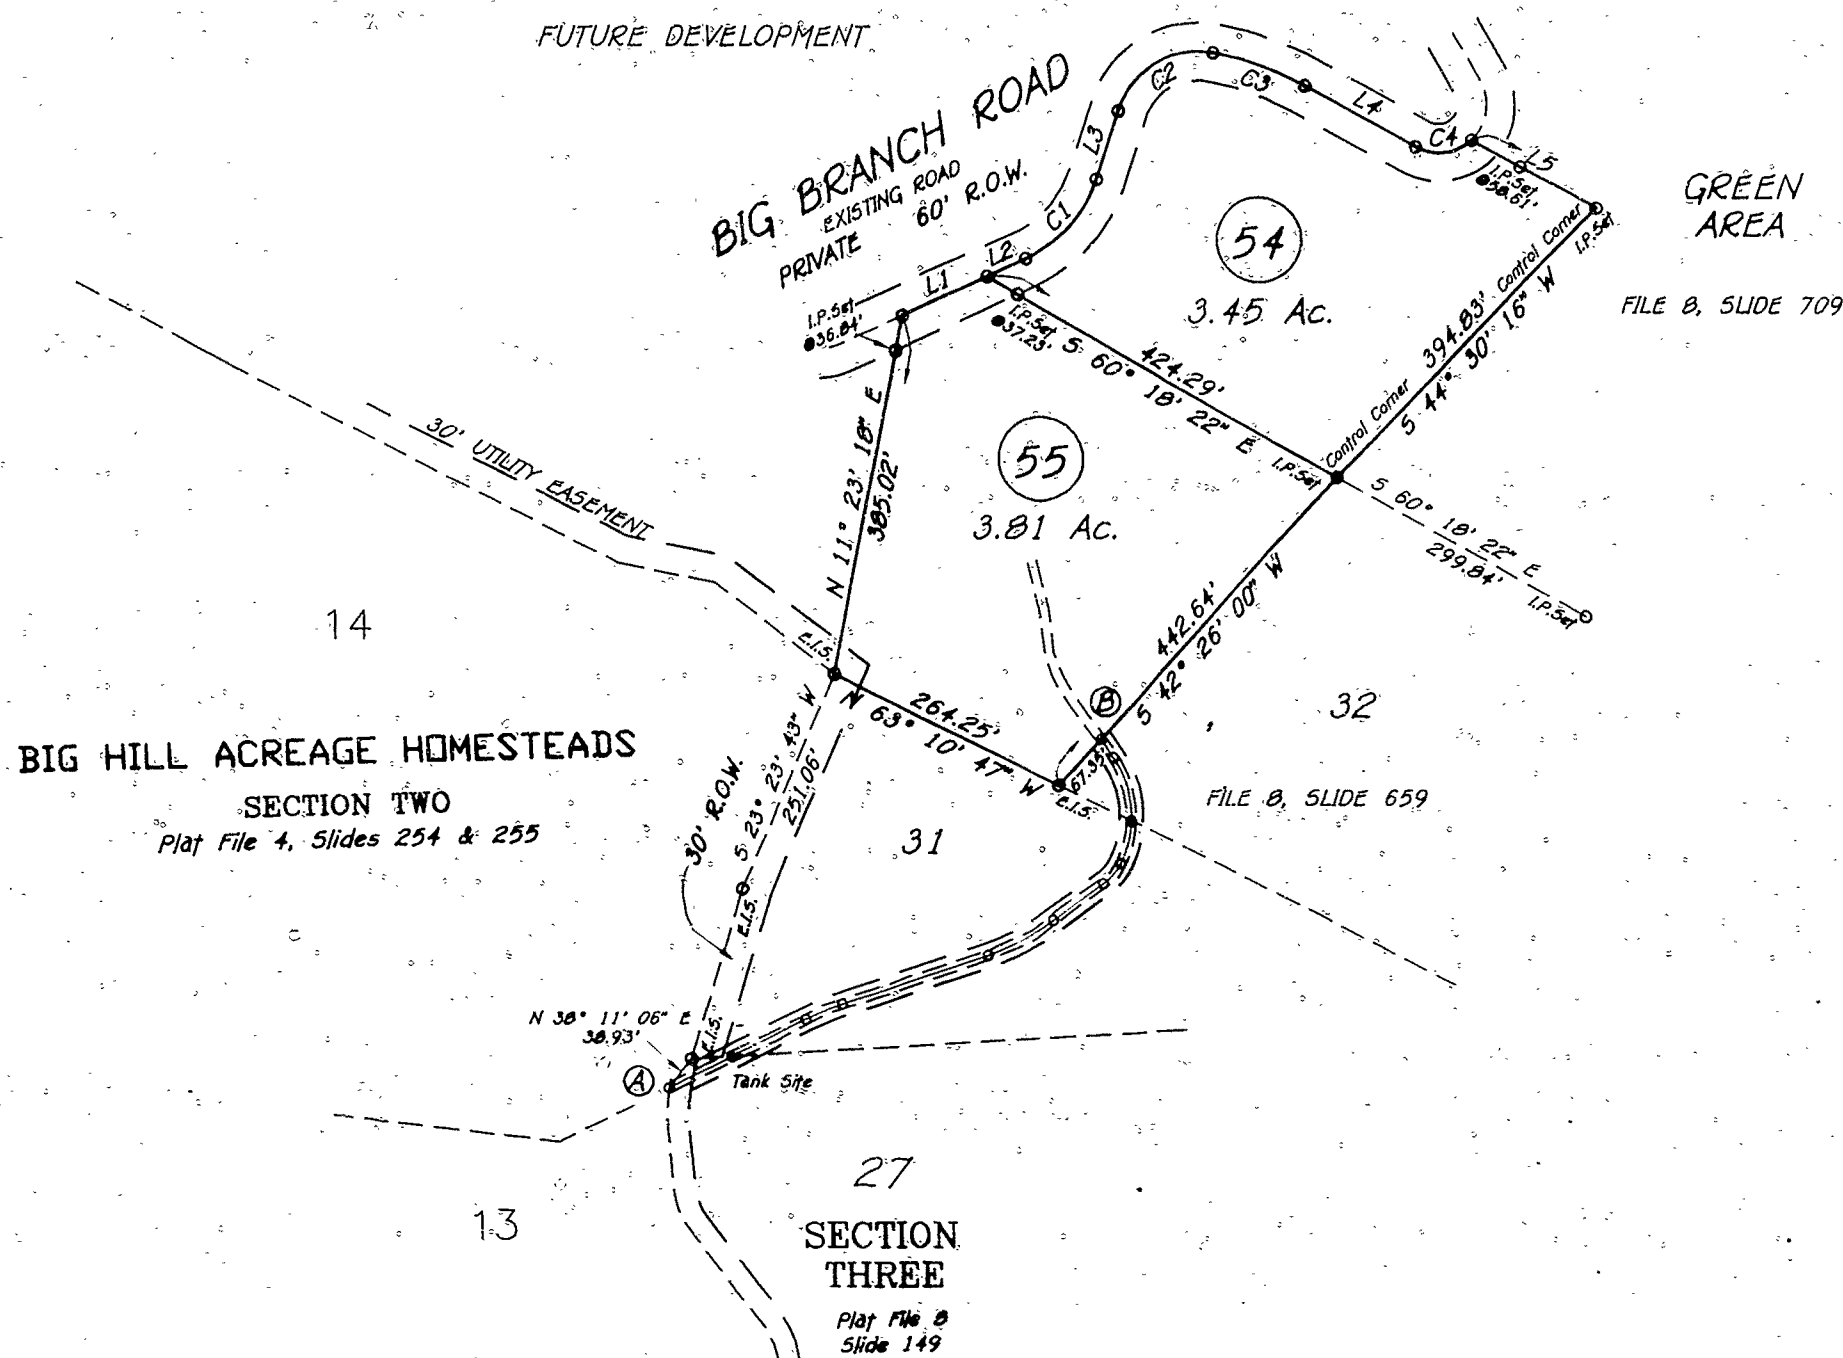 FUTURE DEVELOPMENT
BIG BRANCH ROAD
EXISTING ROAD
PRIVATE 60' R.O.W.
L1
L2
C1
L3
C2
C3
L4
C4
L5
I.P.Set
@36.84'
I.P.Set
@37.23'
I.P.Set
@58.61'
54
3.45 Ac.
GREEN
AREA
FILE 8, SLIDE 709
Control Corner
I.P.Set
394.83'
S 44° 30' 16" W
Control Corner
424.29'
S 60° 18' 22" E
I.P.Set
55
3.81 Ac.
N 11° 23' 18" E
385.02'
30' UTILITY EASEMENT
S 60° 18' 22" E
299.84'
I.P.Set
442.64'
S 42° 26' 00" W
14
E.I.S.
264.25'
N 63° 10' 47" W
B
67.35'
E.I.S.
32
FILE 8, SLIDE 659
BIG HILL ACREAGE HOMESTEADS
SECTION TWO
Plat File 4, Slides 254 & 255
30' R.O.W.
S 23° 23' 43" W
251.06'
E.I.S.
31
N 38° 11' 06" E
38.93'
E.I.S.
A
Tank Site
27
13
SECTION
THREE
Plat File 8
Slide 149